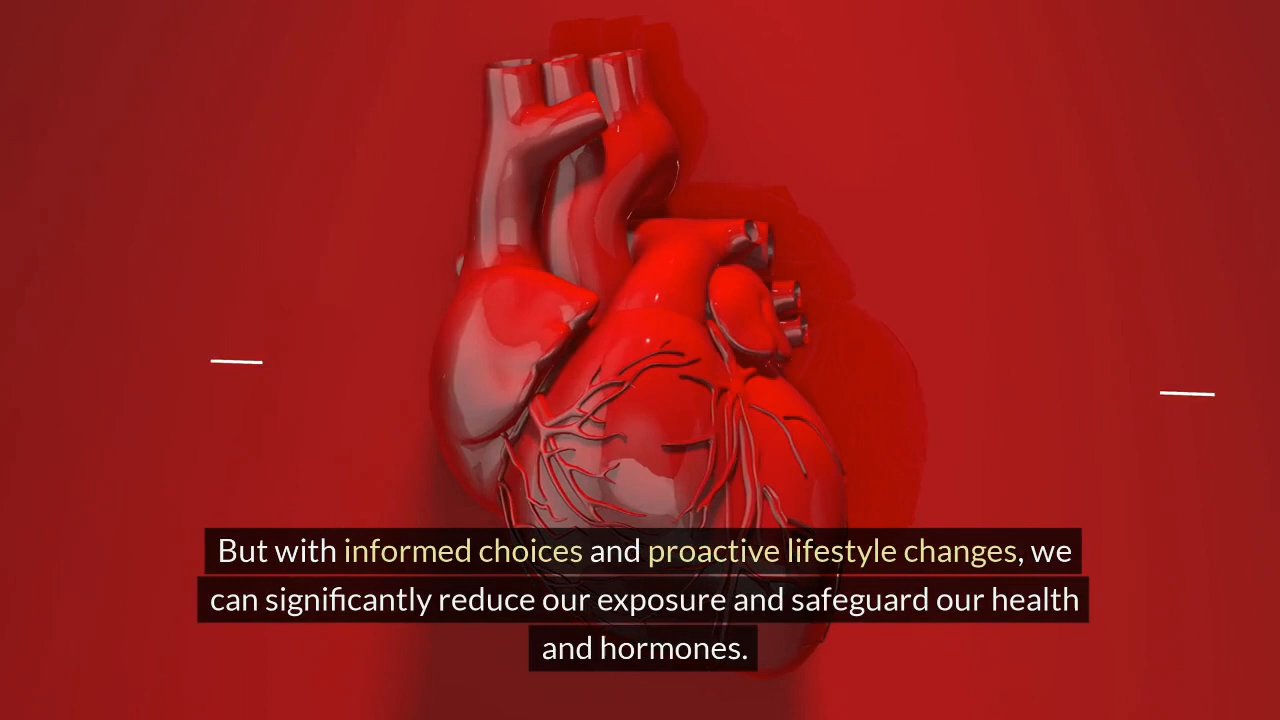 But with informed choices and proactive lifestyle changes, we
can significantly reduce our exposure and safeguard our health
and hormones.